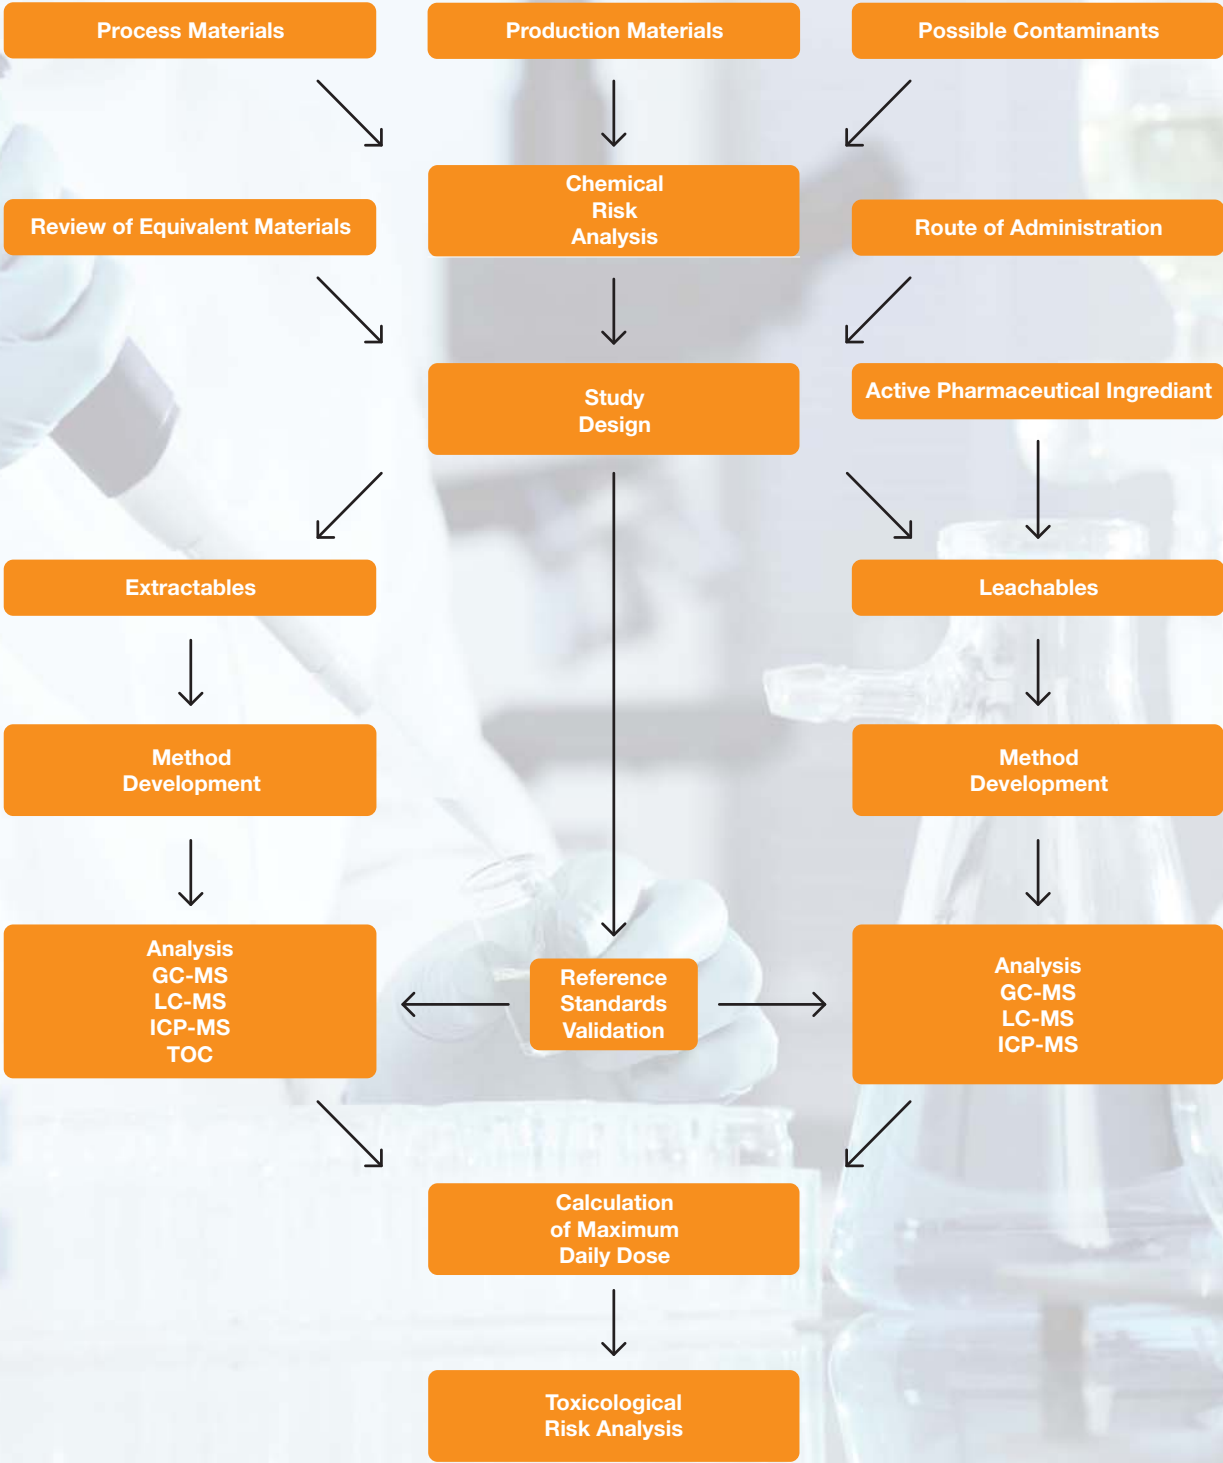 Process Materials
Production Materials
Possible Contaminants
Chemical
Risk
Analysis
Review of Equivalent Materials
Route of Administration
Study
Design
Active Pharmaceutical Ingrediant
Extractables
Leachables
Method
Development
Method
Development
Analysis
GC-MS
LC-MS
ICP-MS
TOC
Reference
Standards
Validation
Analysis
GC-MS
LC-MS
ICP-MS
Calculation
of Maximum
Daily Dose
Toxicological
Risk Analysis